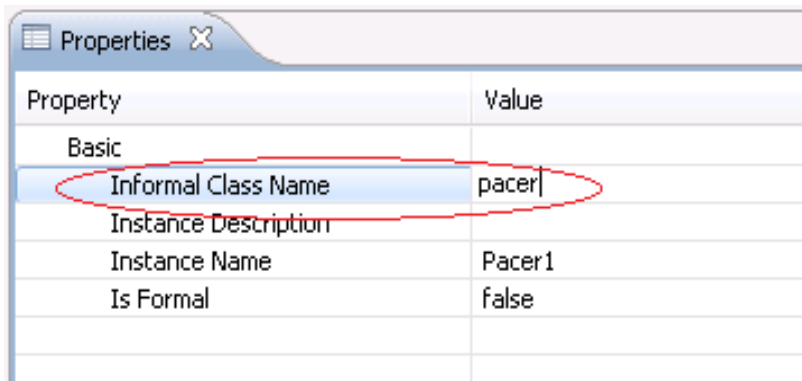 Properties
Property Value
Basic
Informal Class Name pacer
Instance Description
Instance Name Pacer1
Is Formal false